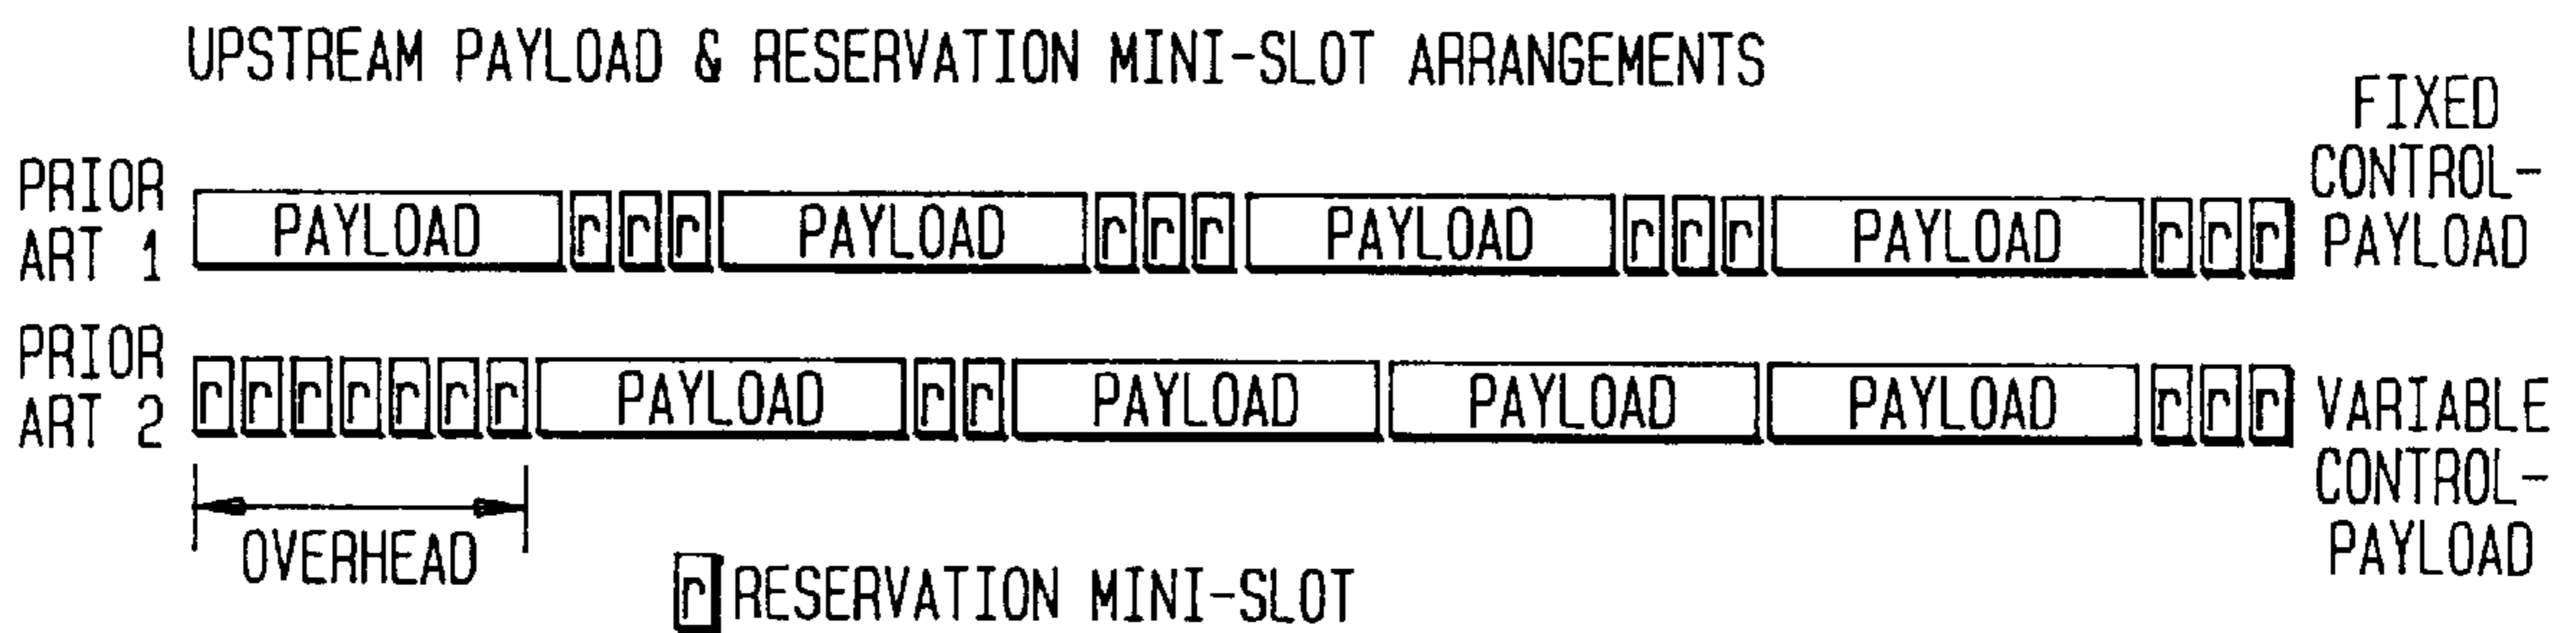 UPSTREAM PAYLOAD & RESERVATION MINI-SLOT ARRANGEMENTS
PRIOR
ART 1
PAYLOAD r r r PAYLOAD r r r PAYLOAD r r r PAYLOAD r r r
FIXED
CONTROL-
PAYLOAD
PRIOR
ART 2
r r r r r r r PAYLOAD r r PAYLOAD PAYLOAD PAYLOAD r r r
VARIABLE
CONTROL-
PAYLOAD
OVERHEAD
r RESERVATION MINI-SLOT